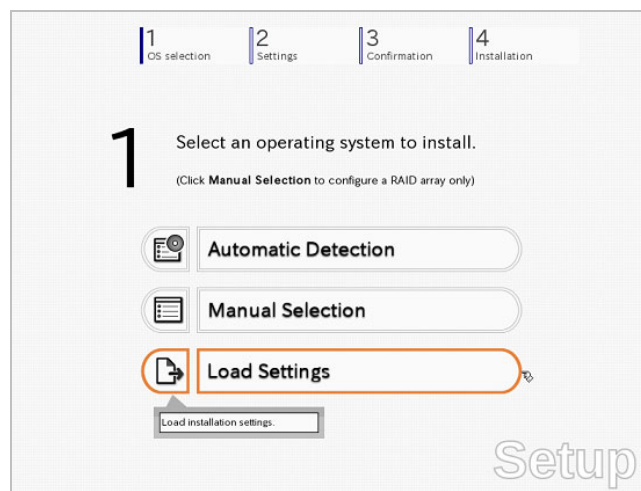 1
OS selection
2
Settings
3
Confirmation
4
Installation
1
Select an operating system to install.
(Click Manual Selection to configure a RAID array only)
Automatic Detection
Manual Selection
Load Settings
Load installation settings.
Setup